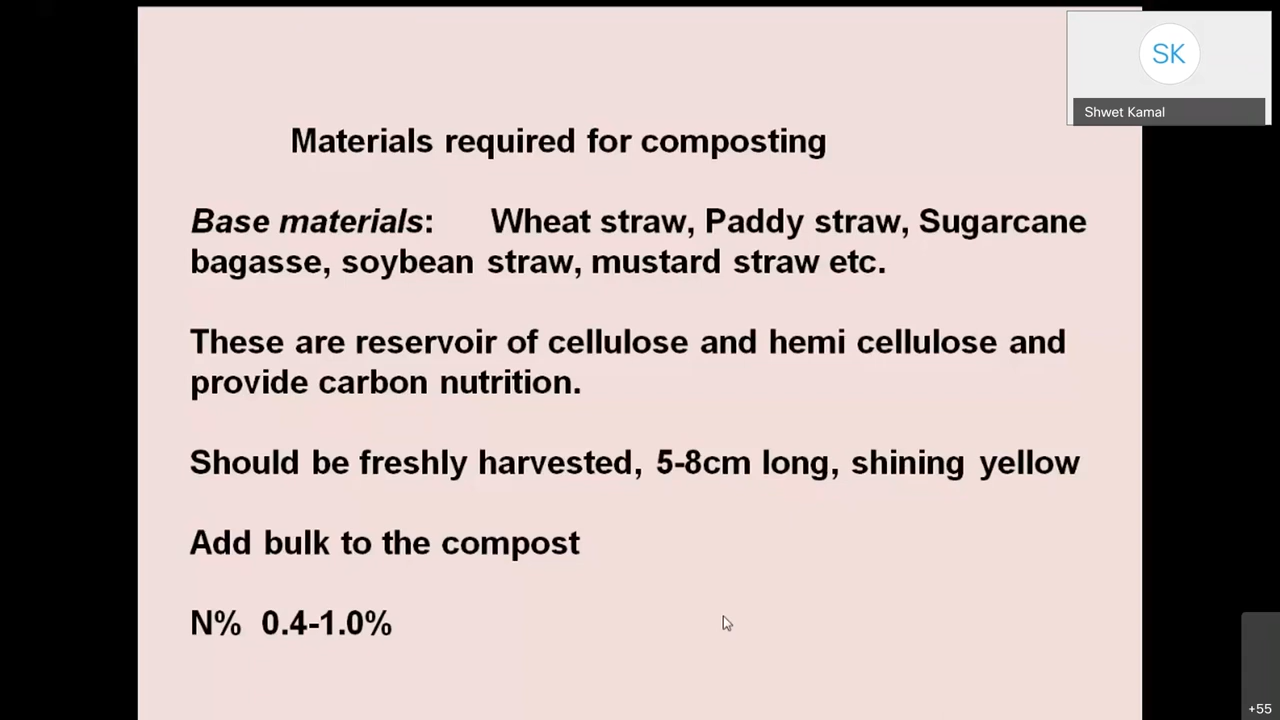 SK
Shwet Kamal
Materials required for composting
Base materials: Wheat straw, Paddy straw, Sugarcane
bagasse, soybean straw, mustard straw etc.
These are reservoir of cellulose and hemi cellulose and
provide carbon nutrition.
Should be freshly harvested, 5-8cm long, shining yellow
Add bulk to the compost
N% 0.4-1.0%
+55